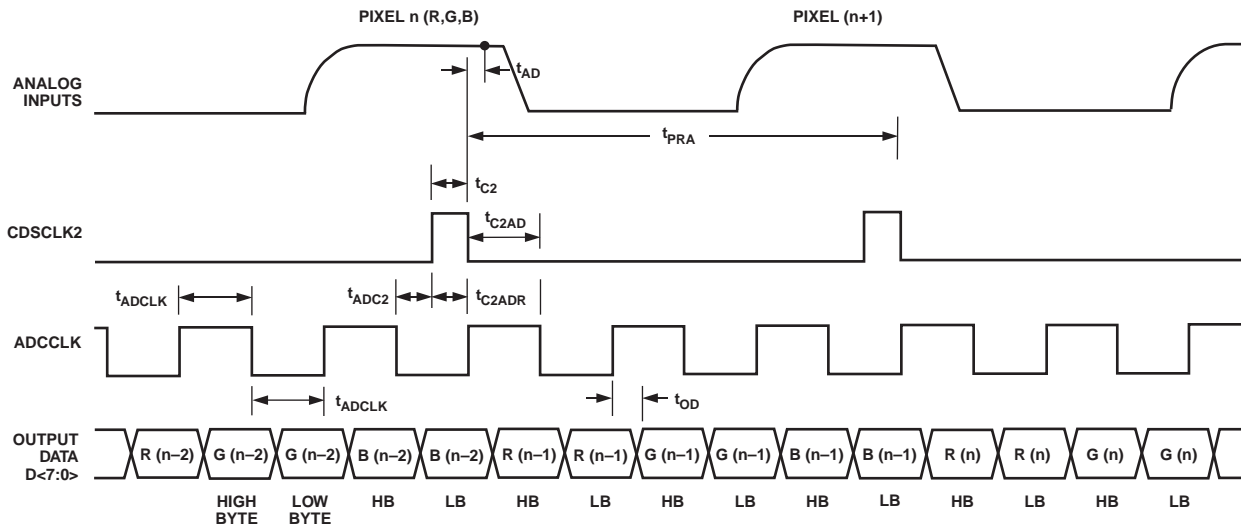 PIXEL n (R,G,B)
PIXEL (n+1)
ANALOG
INPUTS
tAD
tPRA
tC2
CDSCLK2
tC2AD
tADCLK
tADC2
tC2ADR
ADCCLK
tADCLK
tOD
OUTPUT
DATA
D<7:0>
R (n–2) G (n–2) G (n–2) B (n–2) B (n–2) R (n–1) R (n–1) G (n–1) G (n–1) B (n–1) B (n–1) R (n) R (n) G (n) G (n)
HIGH
BYTE
LOW
BYTE
HB LB HB LB HB LB HB LB HB LB HB LB